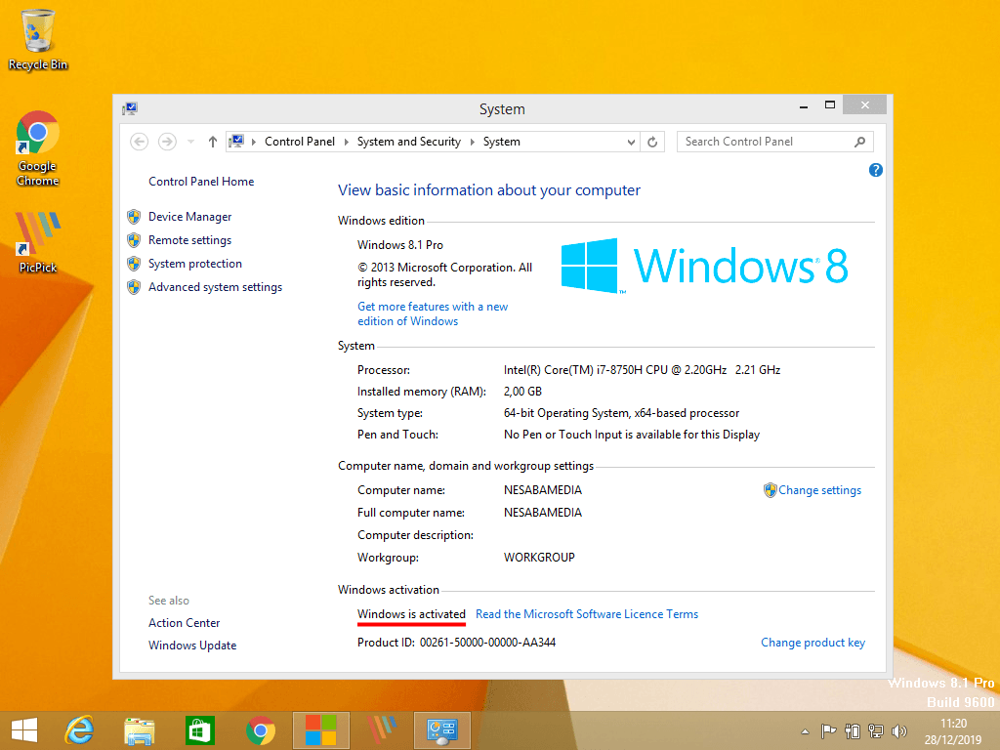 Recycle Bin
Google
Chrome
PicPick
System
Control Panel
System and Security
System
Search Control Panel
?
Control Panel Home
Device Manager
Remote settings
System protection
Advanced system settings
See also
Action Center
Windows Update
View basic information about your computer
Windows edition
Windows 8.1 Pro
© 2013 Microsoft Corporation. All
rights reserved.
Get more features with a new
edition of Windows
Windows® 8
™
System
Processor: Intel(R) Core(TM) i7-8750H CPU @ 2.20GHz 2.21 GHz
Installed memory (RAM): 2,00 GB
System type: 64-bit Operating System, x64-based processor
Pen and Touch: No Pen or Touch Input is available for this Display
Computer name, domain and workgroup settings
Computer name: NESABAMEDIA
Change settings
Full computer name: NESABAMEDIA
Computer description:
Workgroup: WORKGROUP
Windows activation
Windows is activated Read the Microsoft Software Licence Terms
Product ID: 00261-50000-00000-AA344
Change product key
Windows 8.1 Pro
Build 9600
11:20
28/12/2019